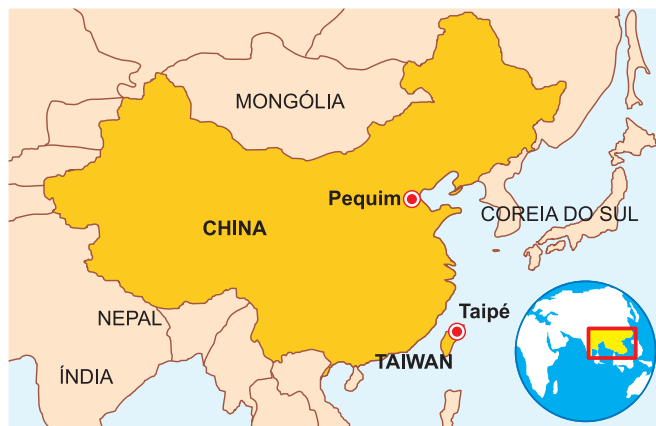 MONGÓLIA
Pequim
COREIA DO SUL
CHINA
Taipé
NEPAL
TAIWAN
ÍNDIA